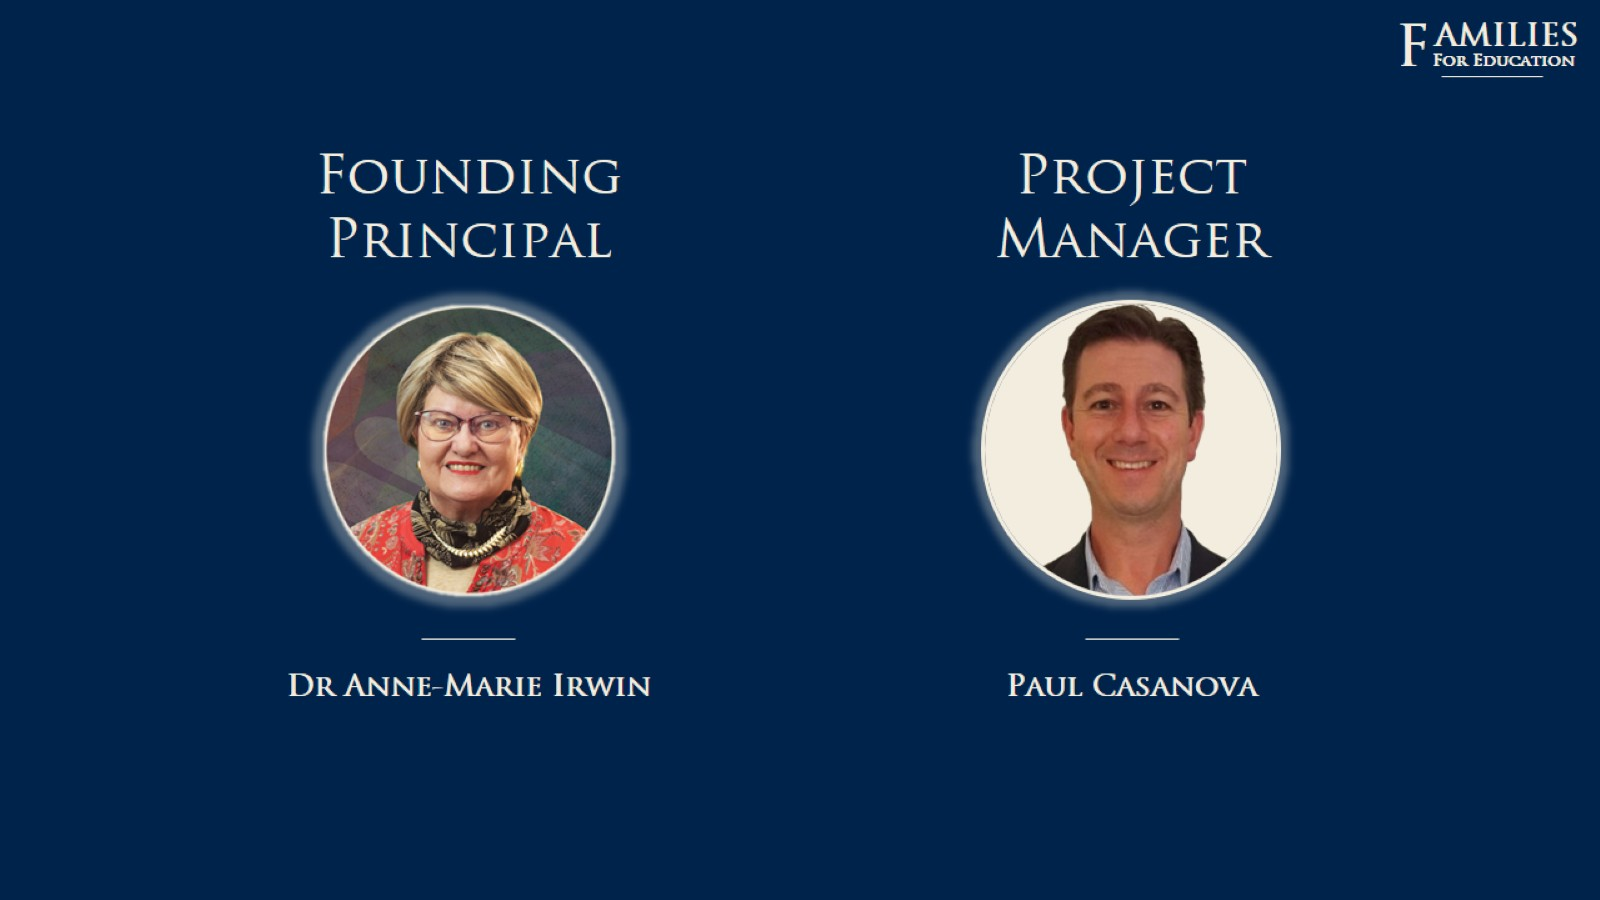 FAMILIES
FOR EDUCATION
FOUNDING
PRINCIPAL
PROJECT
MANAGER
DR ANNE-MARIE IRWIN
PAUL CASANOVA